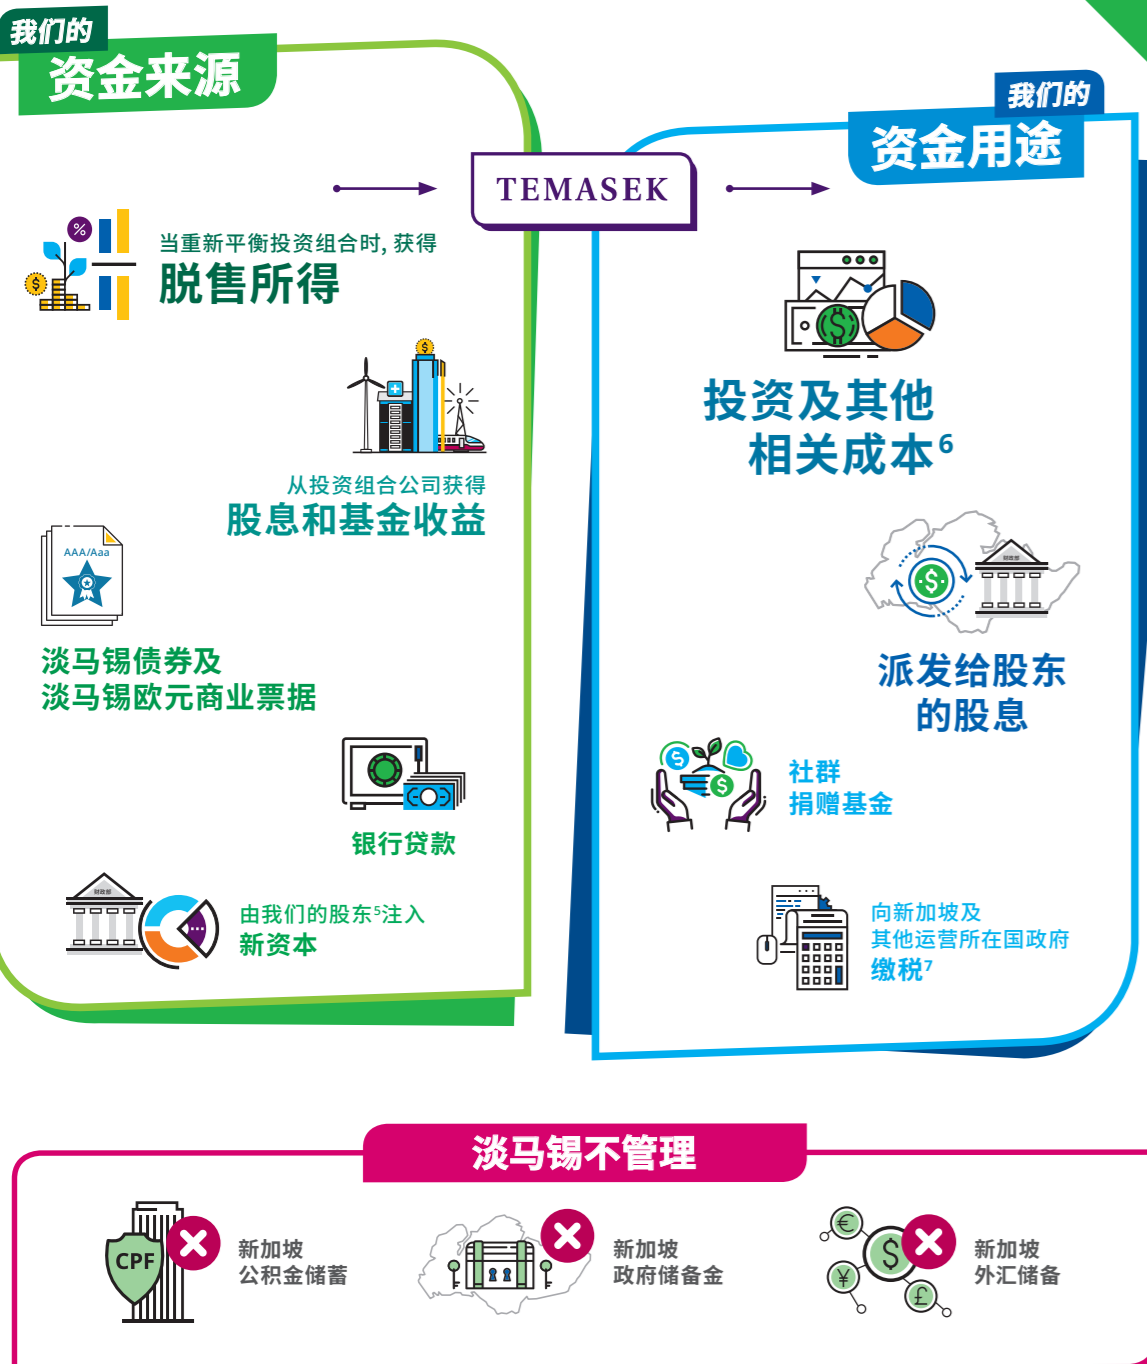 我们的
资金来源
TEMASEK
%
$
当重新平衡投资组合时, 获得
脱售所得
$
从投资组合公司获得
股息和基金收益
AAA/Aaa
淡马锡债券及
淡马锡欧元商业票据
银行贷款
财政部
由我们的股东5注入
新资本
我们的
资金用途
$
投资及其他
相关成本6
$
财政部
派发给股东
的股息
$
$
社群
捐赠基金
向新加坡及
其他运营所在国政府
缴税7
淡马锡不管理
CPF
新加坡
公积金储蓄
新加坡
政府储备金
€
$
¥
£
新加坡
外汇储备